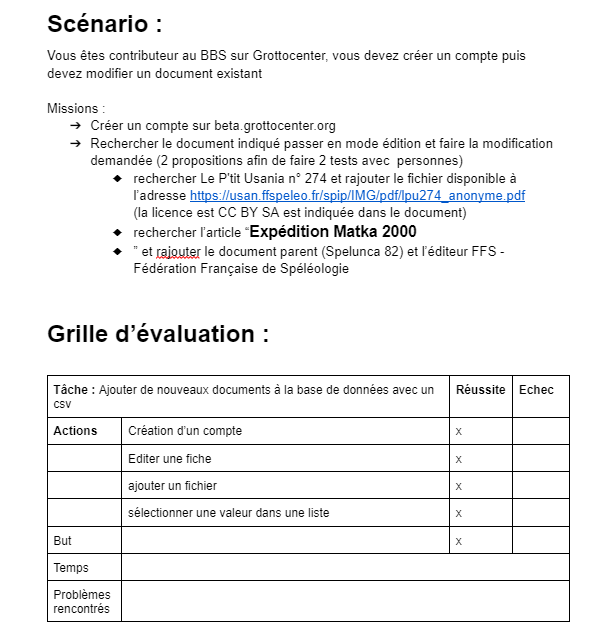 Scénario :
Vous êtes contributeur au BBS sur Grottocenter, vous devez créer un compte puis
devez modifier un document existant
Missions :
➔ Créer un compte sur beta.grottocenter.org
➔ Rechercher le document indiqué passer en mode édition et faire la modification
demandée (2 propositions afin de faire 2 tests avec  personnes)
◆ rechercher Le P'tit Usania n° 274 et rajouter le fichier disponible à
l'adresse https://usan.ffspeleo.fr/spip/IMG/pdf/lpu274_anonyme.pdf
(la licence est CC BY SA est indiquée dans le document)
◆ rechercher l'article “Expédition Matka 2000
◆ ” et rajouter le document parent (Spelunca 82) et l'éditeur FFS -
Fédération Française de Spéléologie
Grille d'évaluation :
Tâche : Ajouter de nouveaux documents à la base de données avec un
csv
Réussite Echec
Actions Création d'un compte x
Editer une fiche x
ajouter un fichier x
sélectionner une valeur dans une liste x
But x
Temps
Problèmes
rencontrés